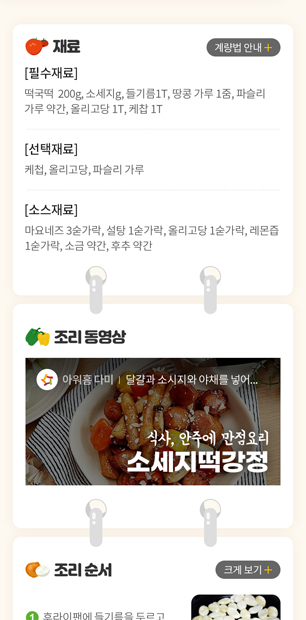 재료
계량법 안내 +
[필수재료]
떡국떡 200g, 소세지g, 들기름1T, 땅콩 가루 1줌, 파슬리
가루 약간, 올리고당 1T, 케찹 1T
[선택재료]
케첩, 올리고당, 파슬리 가루
[소스재료]
마요네즈 3숟가락, 설탕 1숟가락, 올리고당 1숟가락, 레몬즙
1숟가락, 소금 약간, 후추 약간
조리 동영상
아워홈 다미 | 달걀과 소시지와 야채를 넣어...
식사, 안주에 만점요리
소세지떡강정
조리 순서
크게 보기 +
1 후라이팬에 들기름을 두르고